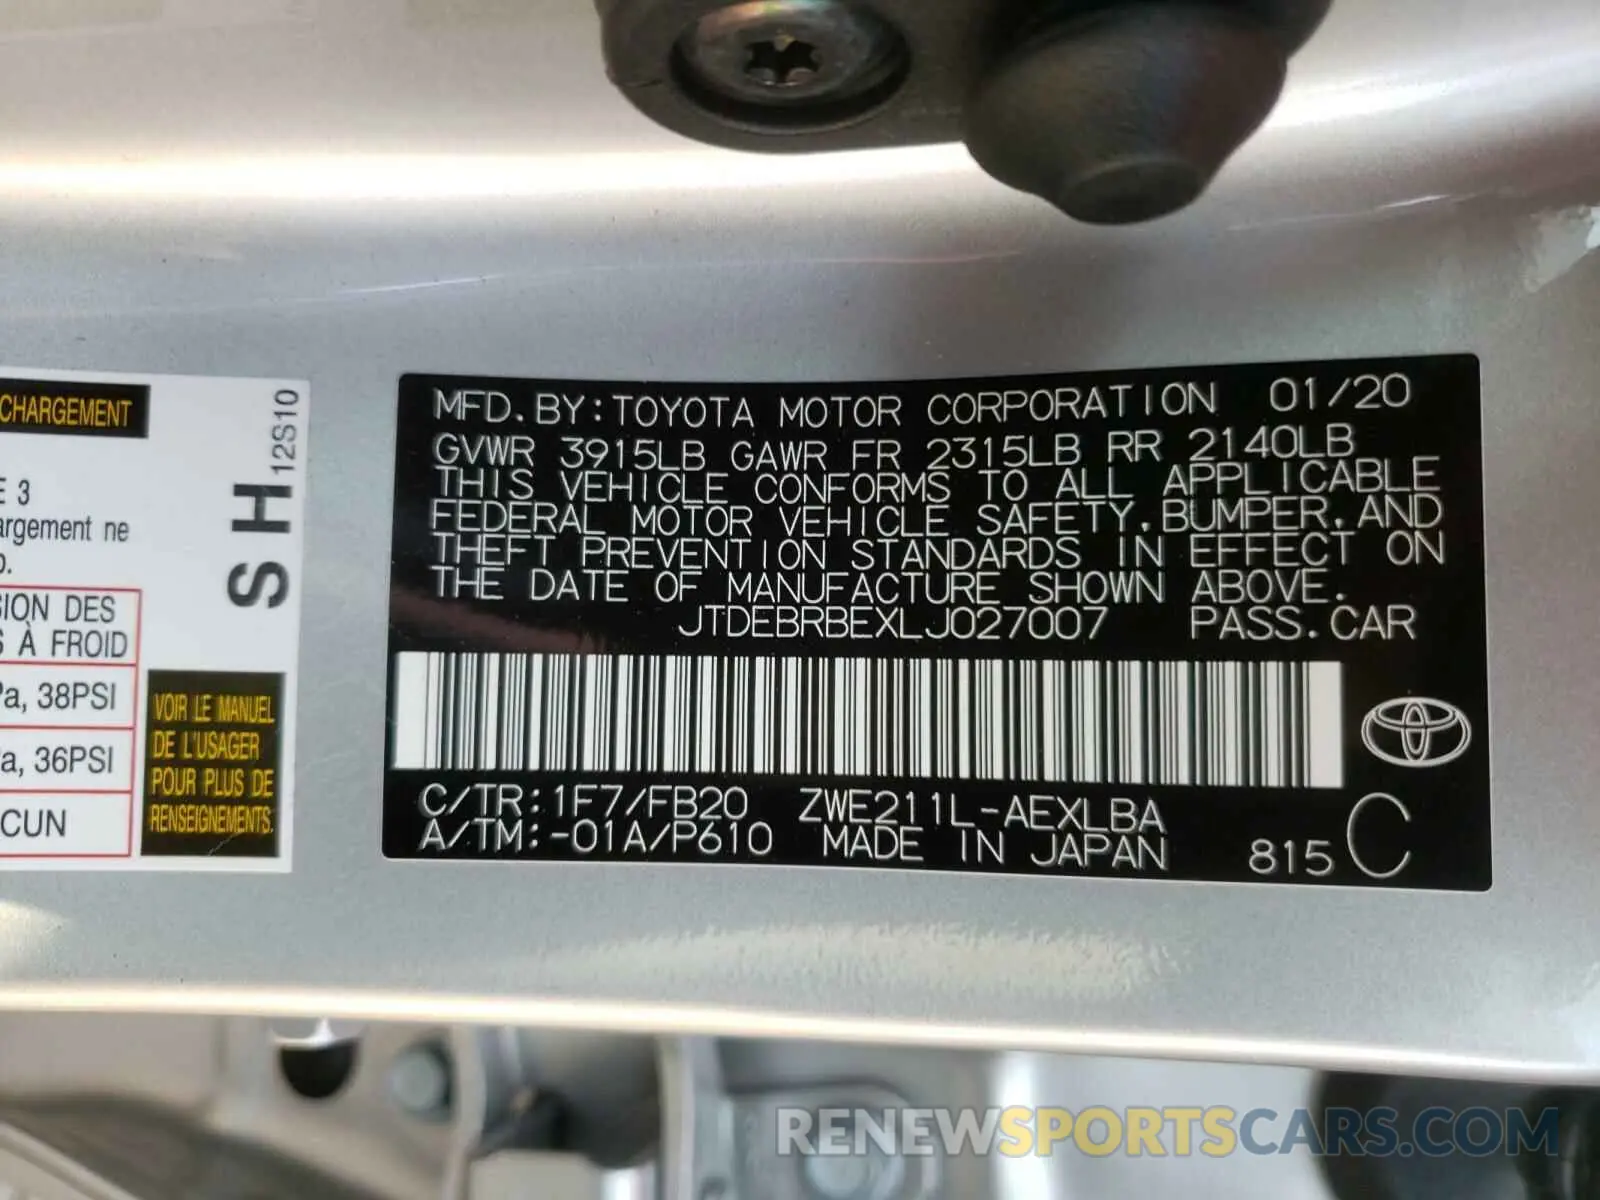 CHARGEMENT
E 3
argement ne
SION DES
S À FROID
Pa, 38PSI
a, 36PSI
CUN
SH 12S10
VOIR LE MANUEL
DE L'USAGER
POUR PLUS DE
RENSEIGNEMENTS.
MFD. BY: TOYOTA MOTOR CORPORATION 01/20
GVWR 3915LB GAWR FR 2315LB RR 2140LB
THIS VEHICLE CONFORMS TO ALL APPLICABLE
FEDERAL MOTOR VEHICLE SAFETY, BUMPER, AND
THEFT PREVENTION STANDARDS IN EFFECT ON
THE DATE OF MANUFACTURE SHOWN ABOVE.
JTDEBRBEXLJ027007 PASS. CAR
C/TR: 1F7/FB20 ZWE211L-AEXLBA
A/TM: -01A/P610 MADE IN JAPAN 815 C
RENEWSPORTSCARS.COM